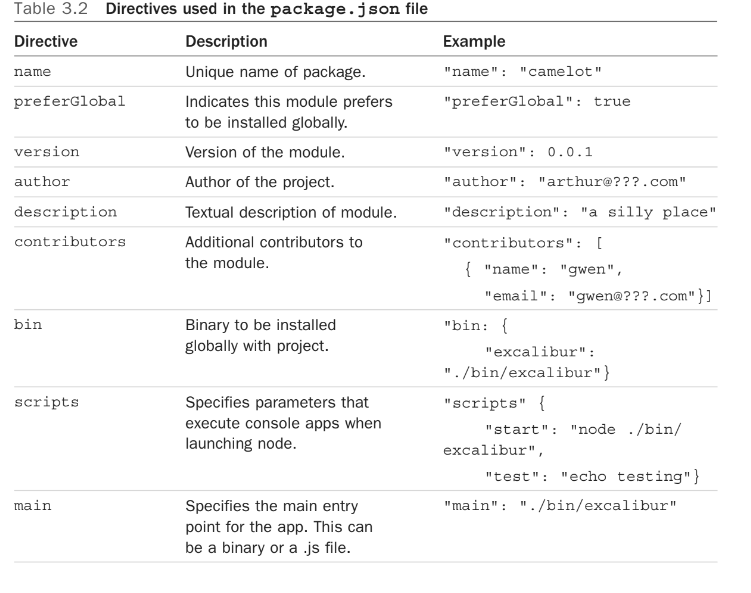 Table 3.2 Directives used in the package.json file
Directive Description Example
name Unique name of package. "name": "camelot"
preferGlobal Indicates this module prefers "preferGlobal": true
to be installed globally.
version Version of the module. "version": 0.0.1
author Author of the project. "author": "arthur@???.com"
description Textual description of module. "description": "a silly place"
contributors Additional contributors to "contributors": [
the module. { "name": "gwen",
"email": "gwen@???.com"}]
bin Binary to be installed "bin: {
globally with project. "excalibur":
"./bin/excalibur"}
scripts Specifies parameters that "scripts" {
execute console apps when "start": "node ./bin/
launching node. excalibur",
"test": "echo testing"}
main Specifies the main entry "main": "./bin/excalibur"
point for the app. This can
be a binary or a .js file.